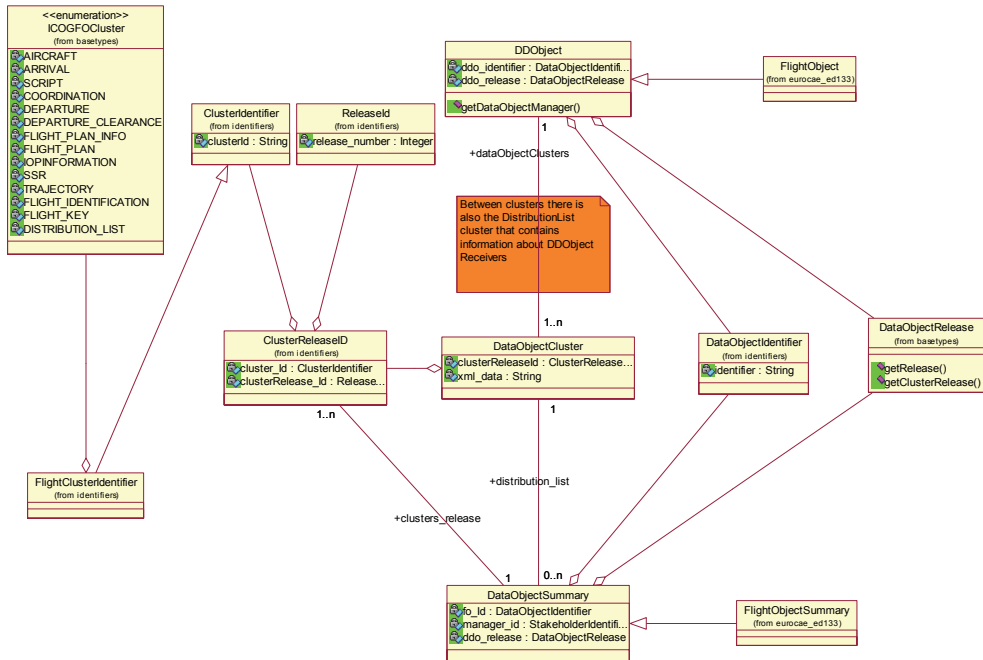 <<enumeration>>
ICOGFOCluster
(from basetypes)
AIRCRAFT
ARRIVAL
SCRIPT
COORDINATION
DEPARTURE
DEPARTURE_CLEARANCE
FLIGHT_PLAN_INFO
FLIGHT_PLAN
IOPINFORMATION
SSR
TRAJECTORY
FLIGHT_IDENTIFICATION
FLIGHT_KEY
DISTRIBUTION_LIST
ClusterIdentifier
(from identifiers)
clusterId : String
ReleaseId
(from identifiers)
release_number : Integer
DDObject
ddo_identifier : DataObjectIdentifi...
ddo_release : DataObjectRelease
getDataObjectManager()
FlightObject
(from eurocae_ed133)
1
+dataObjectClusters
Between clusters there is
also the DistributionList
cluster that contains
information about DDObject
Receivers
1..n
ClusterReleaseID
(from identifiers)
cluster_Id : ClusterIdentifier
clusterRelease_Id : Release...
1..n
DataObjectCluster
clusterReleaseId : ClusterRelease...
xml_data : String
1
DataObjectIdentifier
(from identifiers)
identifier : String
DataObjectRelease
(from basetypes)
getRelease()
getClusterRelease()
FlightClusterIdentifier
(from identifiers)
+distribution_list
+clusters_release
1
0..n
DataObjectSummary
fo_Id : DataObjectIdentifier
manager_id : StakeholderIdentifi...
ddo_release : DataObjectRelease
FlightObjectSummary
(from eurocae_ed133)